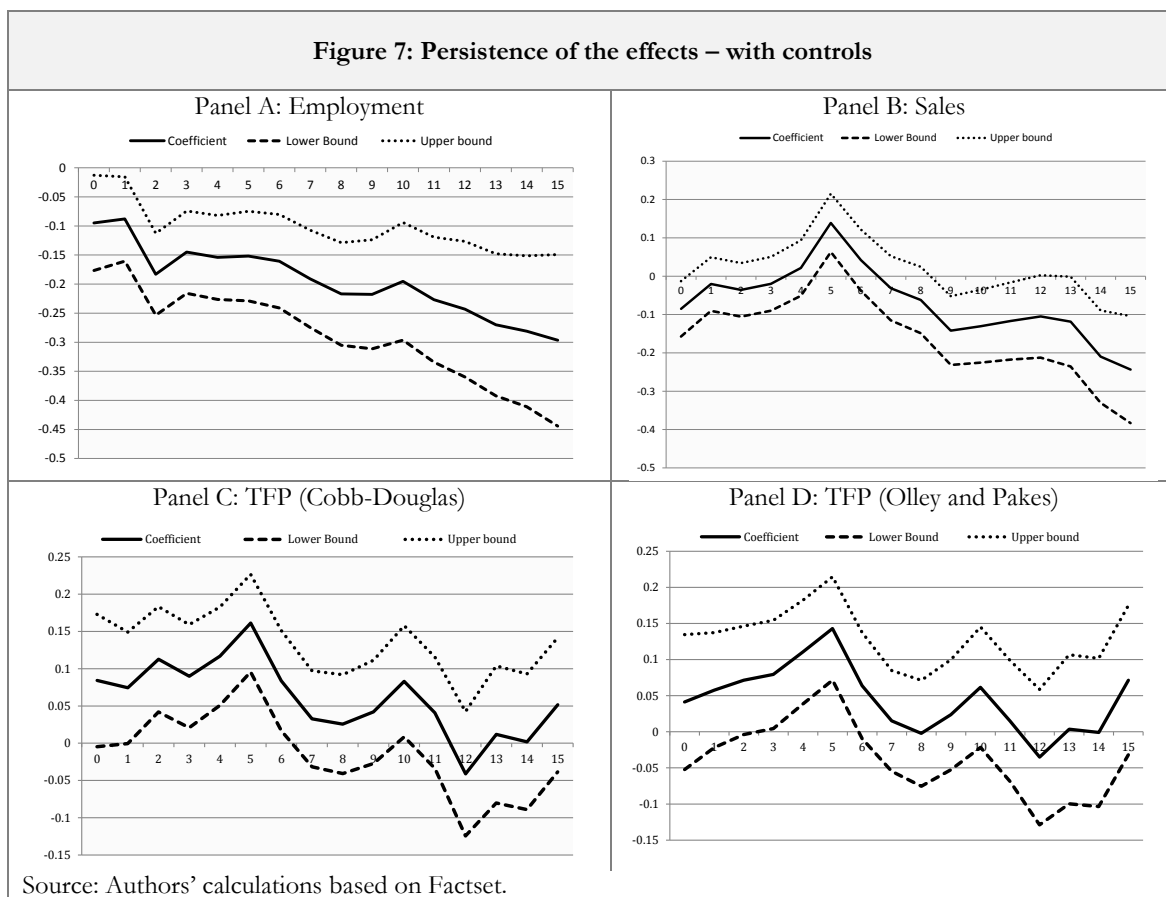 Figure 7: Persistence of the effects – with controls
Panel A: Employment
Coefficient Lower Bound Upper bound
0
-0.05
-0.1
-0.15
-0.2
-0.25
-0.3
-0.35
-0.4
-0.45
-0.5
0 1 2 3 4 5 6 7 8 9 10 11 12 13 14 15
Panel B: Sales
Coefficient Lower Bound Upper bound
0.3
0.2
0.1
0
-0.1
-0.2
-0.3
-0.4
-0.5
0 1 2 3 4 5 6 7 8 9 10 11 12 13 14 15
Panel C: TFP (Cobb-Douglas)
Coefficient Lower Bound Upper bound
0.25
0.2
0.15
0.1
0.05
0
-0.05
-0.1
-0.15
0 1 2 3 4 5 6 7 8 9 10 11 12 13 14 15
Panel D: TFP (Olley and Pakes)
Coefficient Lower Bound Upper bound
0.25
0.2
0.15
0.1
0.05
0
-0.05
-0.1
-0.15
0 1 2 3 4 5 6 7 8 9 10 11 12 13 14 15
Source: Authors' calculations based on Factset.